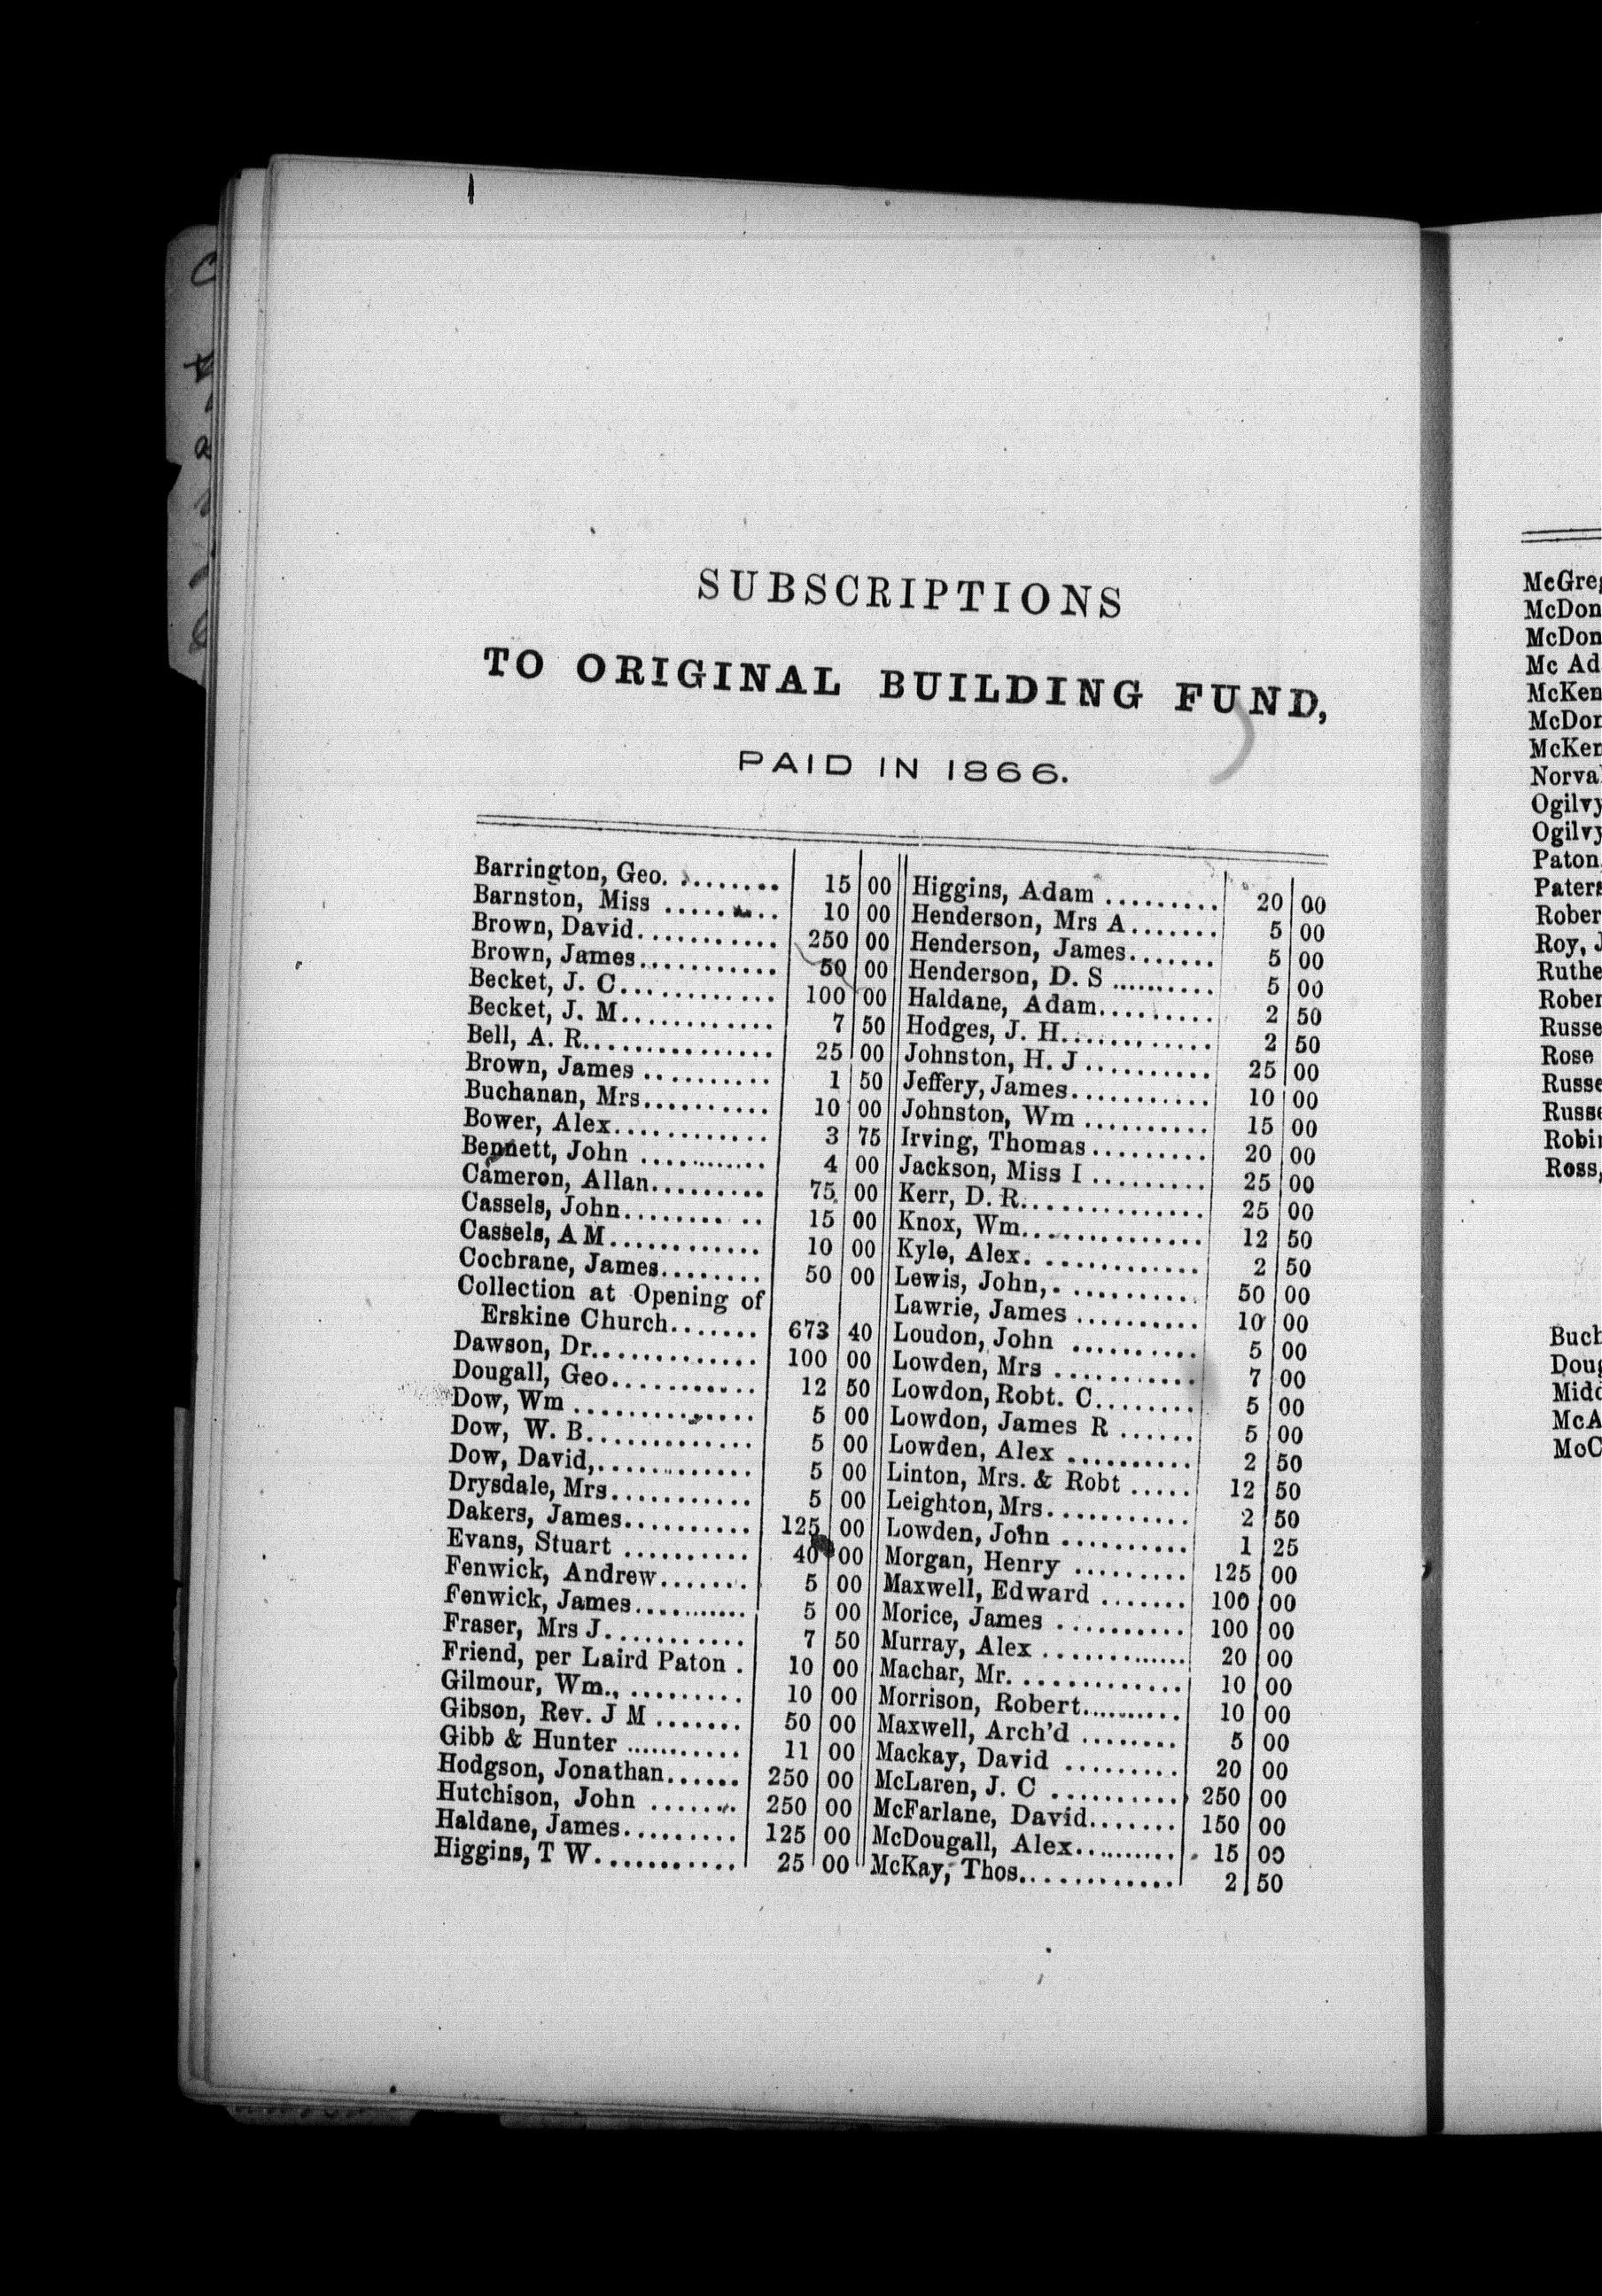 SUBSCRIPTIONS
TO ORIGINAL BUILDING FUND,
PAID IN 1866.
Barrington, Geo. ......... 15 00
Barnston, Miss ......... 10 00
Brown, David............ 250 00
Brown, James............ 50 00
Becket, J. C............. 100 00
Becket, J. M............. 7 50
Bell, A. R................ 25 00
Brown, James .......... 1 50
Buchanan, Mrs.......... 10 00
Bower, Alex............. 3 75
Bennett, John ............ 4 00
Cameron, Allan.......... 75 00
Cassels, John............ 15 00
Cassels, A M............ 10 00
Cochrane, James......... 50 00
Collection at Opening of
Erskine Church....... 673 40
Dawson, Dr.............. 100 00
Dougall, Geo............ 12 50
Dow, Wm ............... 5 00
Dow, W. B.............. 5 00
Dow, David,............. 5 00
Drysdale, Mrs........... 5 00
Dakers, James.......... 125 00
Evans, Stuart .......... 40 00
Fenwick, Andrew....... 5 00
Fenwick, James........... 5 00
Fraser, Mrs J........... 7 50
Friend, per Laird Paton . 10 00
Gilmour, Wm., ......... 10 00
Gibson, Rev. J M ....... 50 00
Gibb & Hunter ........... 11 00
Hodgson, Jonathan...... 250 00
Hutchison, John ....... 250 00
Haldane, James......... 125 00
Higgins, T W........... 25 00
Higgins, Adam ......... 20 00
Henderson, Mrs A....... 5 00
Henderson, James....... 5 00
Henderson, D. S .......... 5 00
Haldane, Adam......... 2 50
Hodges, J. H............ 2 50
Johnston, H. J .......... 25 00
Jeffery, James........... 10 00
Johnston, Wm .......... 15 00
Irving, Thomas......... 20 00
Jackson, Miss I ......... 25 00
Kerr, D. R.............. 25 00
Knox, Wm.............. 12 50
Kyle, Alex. ............ 2 50
Lewis, John,. .......... 50 00
Lawrie, James .......... 10 00
Loudon, John .......... 5 00
Lowden, Mrs ........... 7 00
Lowdon, Robt. C........ 5 00
Lowdon, James R ...... 5 00
Lowden, Alex .......... 2 50
Linton, Mrs. & Robt ..... 12 50
Leighton, Mrs........... 2 50
Lowden, John .......... 1 25
Morgan, Henry ......... 125 00
Maxwell, Edward ....... 100 00
Morice, James .......... 100 00
Murray, Alex ............. 20 00
Machar, Mr. ............ 10 00
Morrison, Robert.......... 10 00
Maxwell, Arch'd ........ 5 00
Mackay, David ......... 20 00
McLaren, J. C .......... 250 00
McFarlane, David....... 150 00
McDougall, Alex.......... 15 00
McKay, Thos............ 2 50
Mc Ad
Rose
Ross,